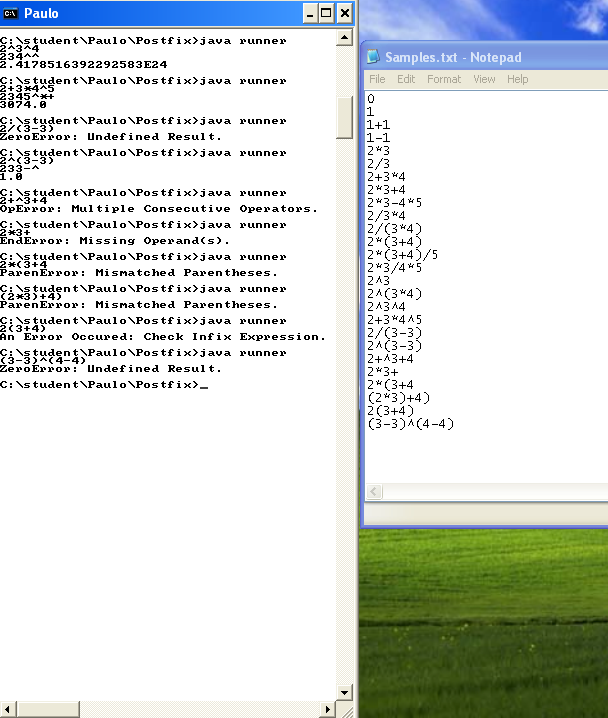 Paulo
C:\student\Paulo\Postfix>java runner
2^3^4
234^^
2.4178516392292583E24
C:\student\Paulo\Postfix>java runner
2+3*4^5
2345^*+
3074.0
C:\student\Paulo\Postfix>java runner
2/(3-3)
ZeroError: Undefined Result.
C:\student\Paulo\Postfix>java runner
2^(3-3)
233-^
1.0
C:\student\Paulo\Postfix>java runner
2+^3+4
OpError: Multiple Consecutive Operators.
C:\student\Paulo\Postfix>java runner
2*3+
EndError: Missing Operand(s).
C:\student\Paulo\Postfix>java runner
2*(3+4
ParenError: Mismatched Parentheses.
C:\student\Paulo\Postfix>java runner
(2*3)+4)
ParenError: Mismatched Parentheses.
C:\student\Paulo\Postfix>java runner
2(3+4)
An Error Occured: Check Infix Expression.
C:\student\Paulo\Postfix>java runner
(3-3)^(4-4)
ZeroError: Undefined Result.
C:\student\Paulo\Postfix>_
Samples.txt - Notepad
File Edit Format View Help
0
1
1+1
1-1
2*3
2/3
2+3*4
2*3+4
2*3-4*5
2/3*4
2/(3*4)
2*(3+4)
2*(3+4)/5
2*3/4*5
2^3
2^(3*4)
2^3^4
2+3*4^5
2/(3-3)
2^(3-3)
2+^3+4
2*3+
2*(3+4
(2*3)+4)
2(3+4)
(3-3)^(4-4)